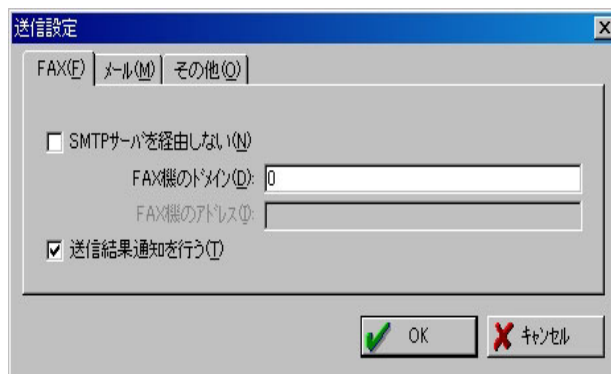 送信設定
FAX(F) ﾒｰﾙ(M) その他(O)
SMTPｻｰﾊﾞを経由しない(N)
FAX機のﾄﾞﾒｲﾝ(D): 0
FAX機のｱﾄﾞﾚｽ(I):
送信結果通知を行う(T)
OK ｷｬﾝｾﾙ